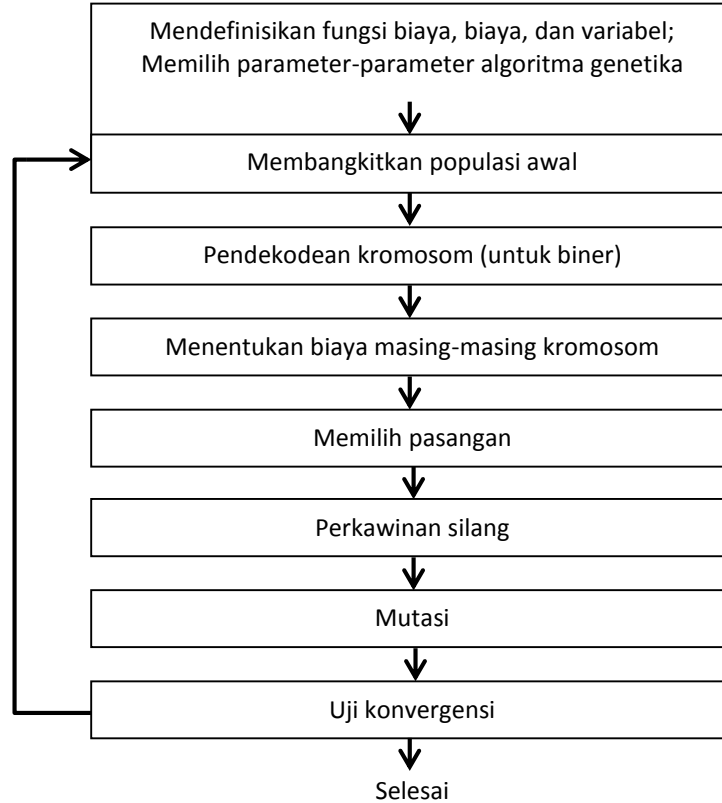 Mendefinisikan fungsi biaya, biaya, dan variabel;
Memilih parameter-parameter algoritma genetika
Membangkitkan populasi awal
Pendekodean kromosom (untuk biner)
Menentukan biaya masing-masing kromosom
Memilih pasangan
Perkawinan silang
Mutasi
Uji konvergensi
Selesai